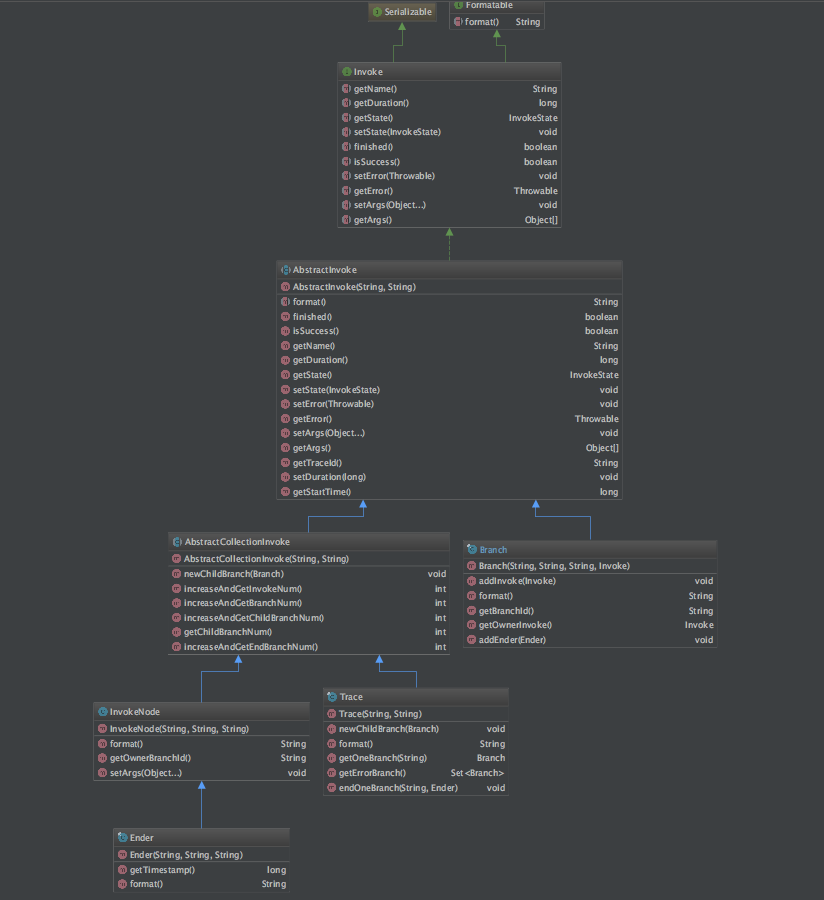 Serializable
Formatable
format() String
Invoke
getName() String
getDuration() long
getState() InvokeState
setState(InvokeState) void
finished() boolean
isSuccess() boolean
setError(Throwable) void
getError() Throwable
setArgs(Object...) void
getArgs() Object[]
AbstractInvoke
AbstractInvoke(String, String)
format() String
finished() boolean
isSuccess() boolean
getName() String
getDuration() long
getState() InvokeState
setState(InvokeState) void
setError(Throwable) void
getError() Throwable
setArgs(Object...) void
getArgs() Object[]
getTraceId() String
setDuration(long) void
getStartTime() long
AbstractCollectionInvoke
AbstractCollectionInvoke(String, String)
newChildBranch(Branch) void
increaseAndGetInvokeNum() int
increaseAndGetBranchNum() int
increaseAndGetChildBranchNum() int
getChildBranchNum() int
increaseAndGetEndBranchNum() int
Branch
Branch(String, String, String, Invoke)
addInvoke(Invoke) void
format() String
getBranchId() String
getOwnerInvoke() Invoke
addEnder(Ender) void
InvokeNode
InvokeNode(String, String, String)
format() String
getOwnerBranchId() String
setArgs(Object...) void
Trace
Trace(String, String)
newChildBranch(Branch) void
format() String
getOneBranch(String) Branch
getErrorBranch() Set<Branch>
endOneBranch(String, Ender) void
Ender
Ender(String, String, String)
getTimestamp() long
format() String